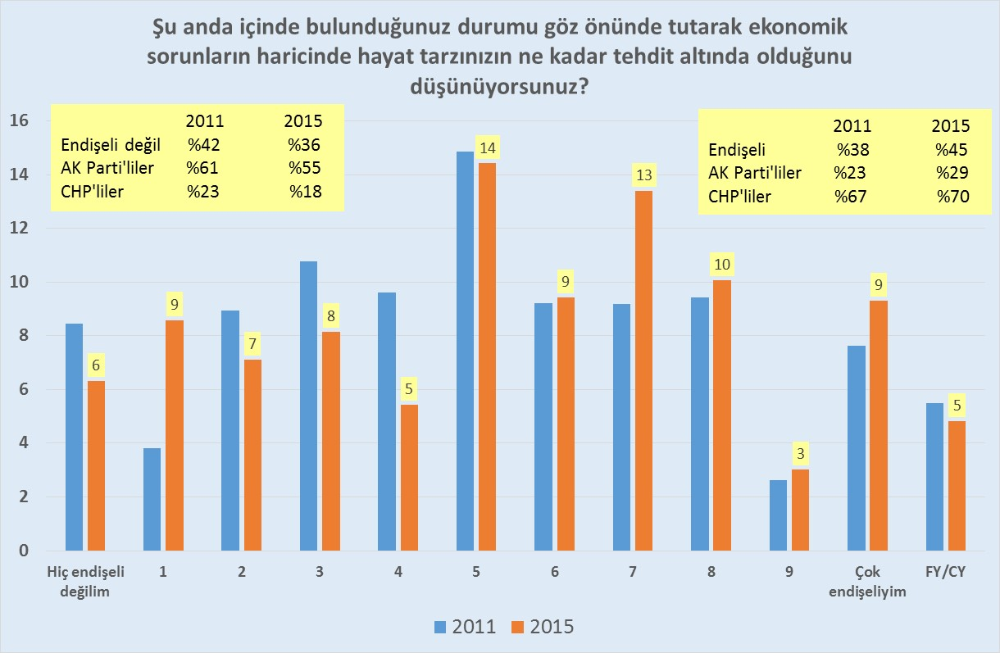 Şu anda içinde bulunduğunuz durumu göz önünde tutarak ekonomik
sorunların haricinde hayat tarzınızın ne kadar tehdit altında olduğunu
düşünüyorsunuz?
2011 2015
Endişeli değil %42 %36
AK Parti'liler %61 %55
CHP'liler %23 %18
2011 2015
Endişeli %38 %45
AK Parti'liler %23 %29
CHP'liler %67 %70
16
14
12
10
8
6
4
2
0
6
9
7
8
5
14
9
13
10
3
9
5
Hiç endişeli
değilim
1
2
3
4
5
6
7
8
9
Çok
endişeliyim
FY/CY
2011 2015